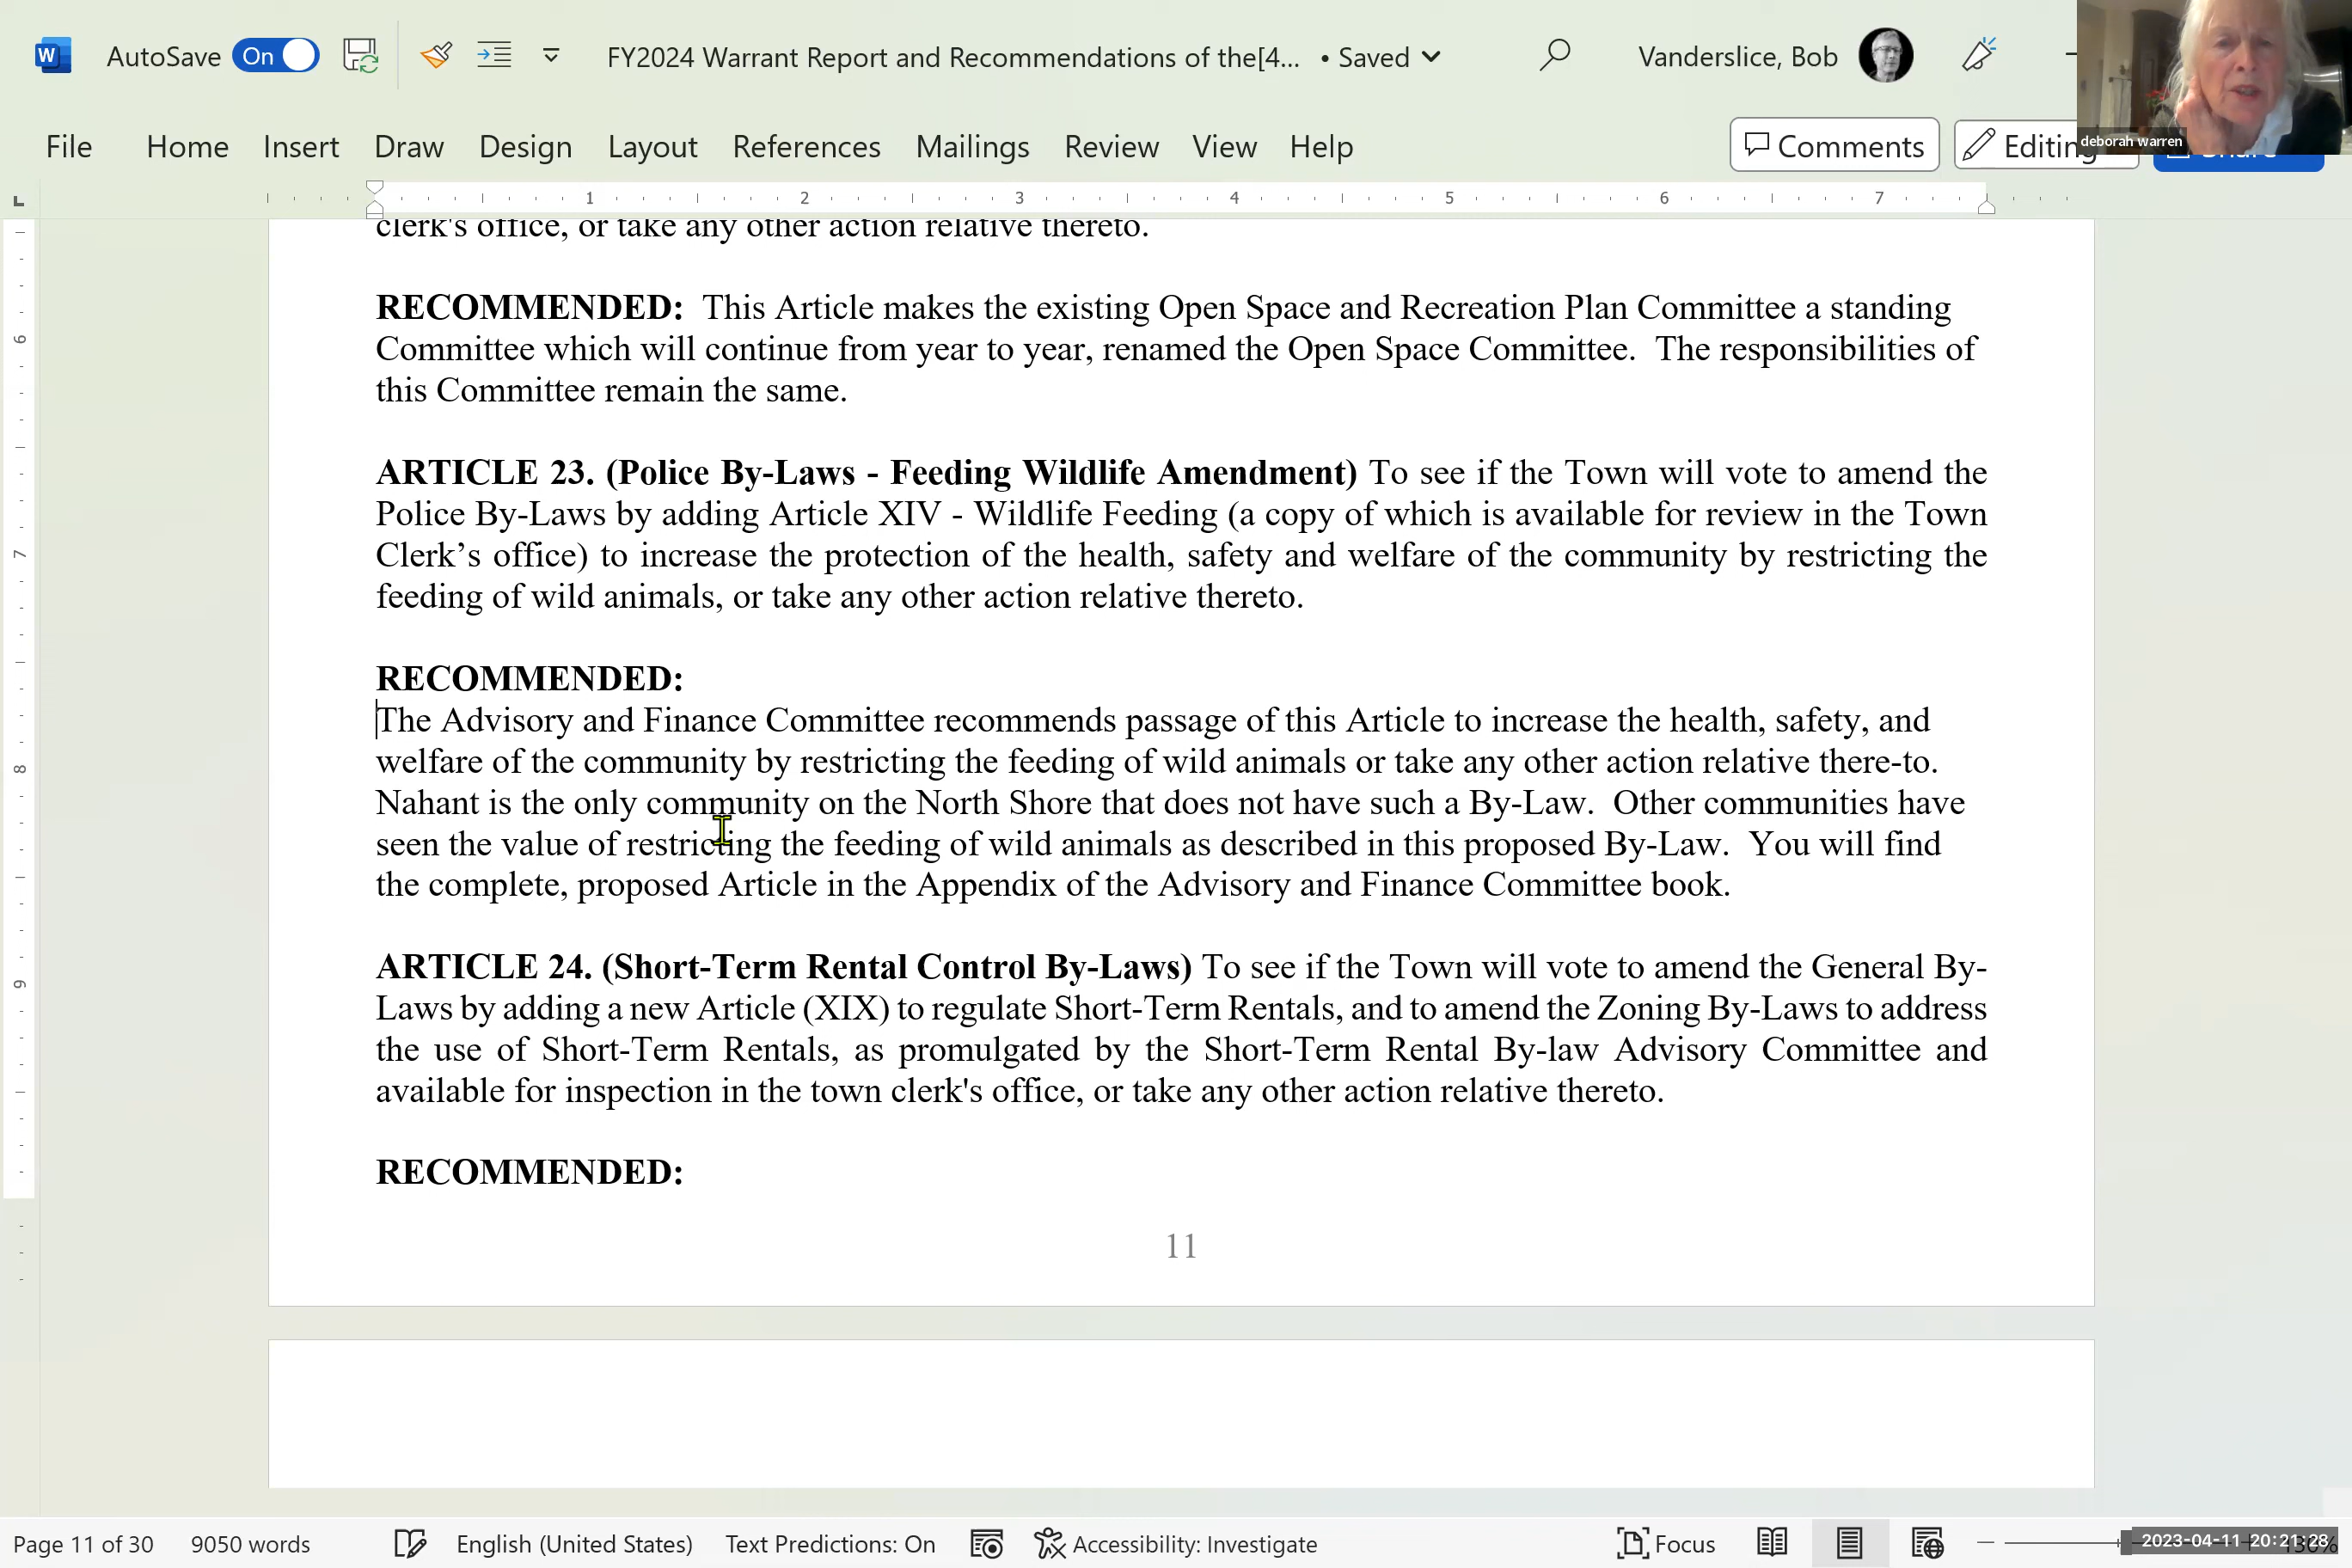 AutoSave On FY2024 Warrant Report and Recommendations of the[4... • Saved Vanderslice, Bob
File Home Insert Draw Design Layout References Mailings Review View Help Comments Editing
deborah warren
1 2 3 4 5 6 7
clerk's office, or take any other action relative thereto.
RECOMMENDED: This Article makes the existing Open Space and Recreation Plan Committee a standing
Committee which will continue from year to year, renamed the Open Space Committee. The responsibilities of
this Committee remain the same.
ARTICLE 23. (Police By-Laws - Feeding Wildlife Amendment) To see if the Town will vote to amend the
Police By-Laws by adding Article XIV - Wildlife Feeding (a copy of which is available for review in the Town
Clerk’s office) to increase the protection of the health, safety and welfare of the community by restricting the
feeding of wild animals, or take any other action relative thereto.
RECOMMENDED:
The Advisory and Finance Committee recommends passage of this Article to increase the health, safety, and
welfare of the community by restricting the feeding of wild animals or take any other action relative there-to.
Nahant is the only community on the North Shore that does not have such a By-Law. Other communities have
seen the value of restricting the feeding of wild animals as described in this proposed By-Law. You will find
the complete, proposed Article in the Appendix of the Advisory and Finance Committee book.
ARTICLE 24. (Short-Term Rental Control By-Laws) To see if the Town will vote to amend the General By-
Laws by adding a new Article (XIX) to regulate Short-Term Rentals, and to amend the Zoning By-Laws to address
the use of Short-Term Rentals, as promulgated by the Short-Term Rental By-law Advisory Committee and
available for inspection in the town clerk's office, or take any other action relative thereto.
RECOMMENDED:
11
6
7
8
9
Page 11 of 30 9050 words English (United States) Text Predictions: On Accessibility: Investigate Focus 2023-04-11 20:21:28